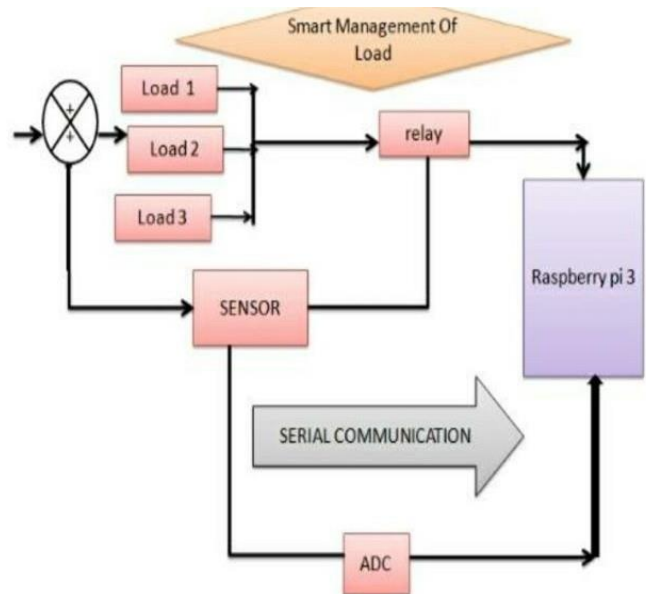 Smart Management Of
Load
Load 1
Load 2
Load 3
relay
Raspberry pi 3
SENSOR
SERIAL COMMUNICATION
ADC